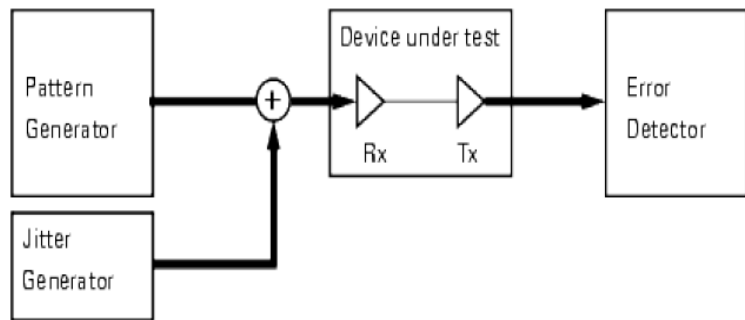 Pattern
Generator
+
Device under test
Rx
Tx
Error
Detector
Jitter
Generator